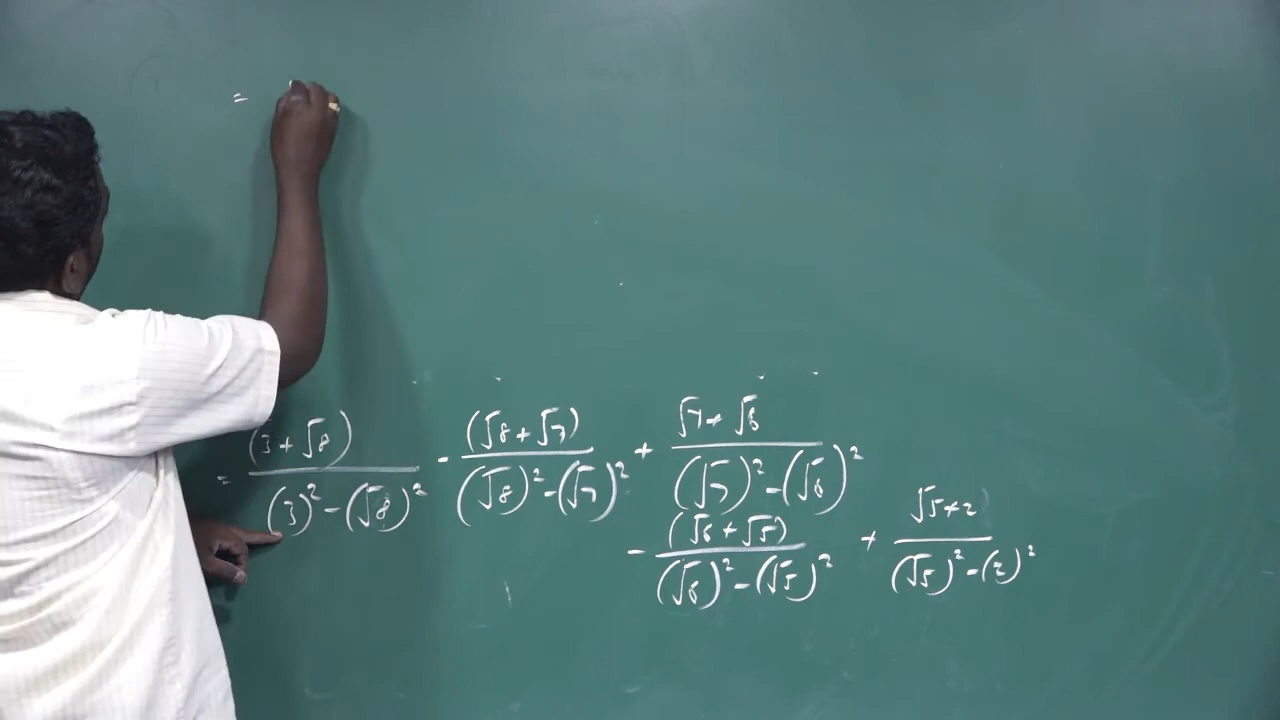 =
= (3 + √8) / (3)² - (√8)² - (√8 + √7) / (√8)² - (√7)² + √7 + √6 / (√7)² - (√6)²
- (√6 + √5) / (√6)² - (√5)² + √5 + 2 / (√5)² - (2)²